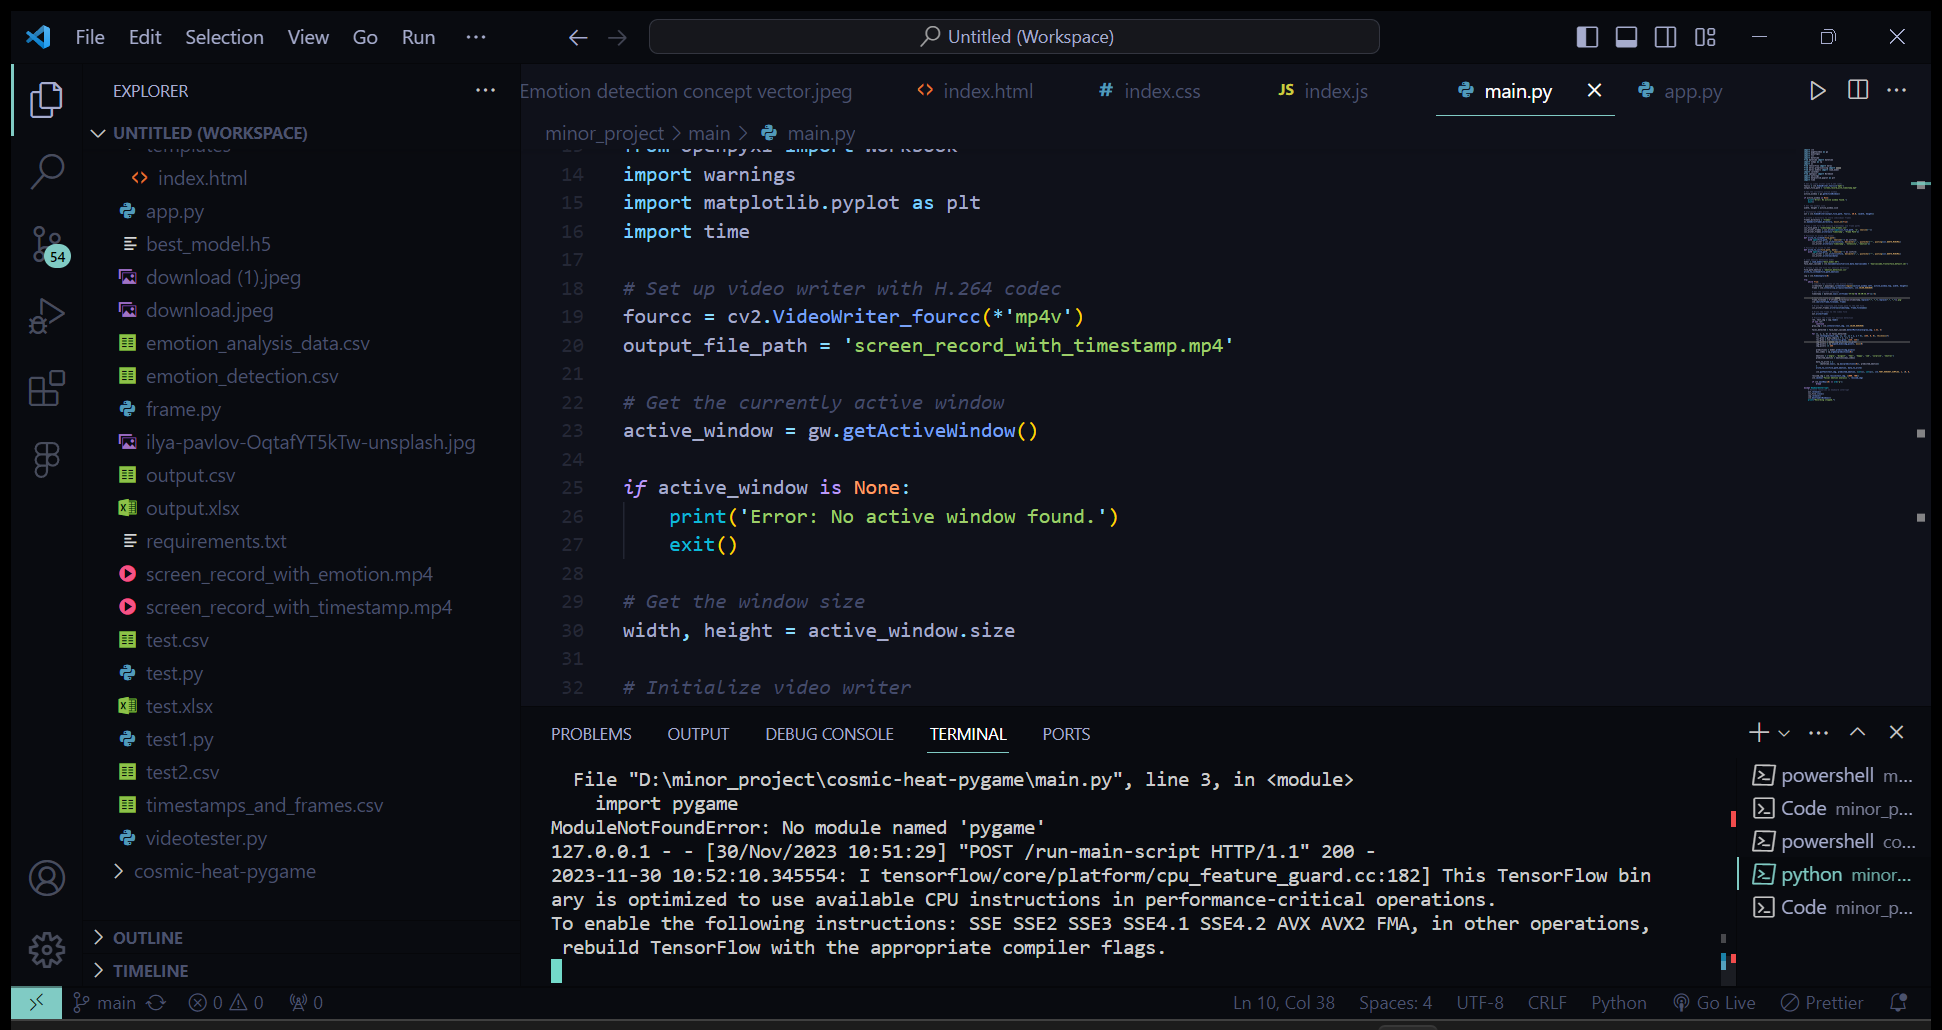 File Edit Selection View Go Run ···
Untitled (Workspace)
EXPLORER ···
UNTITLED (WORKSPACE)
templates
index.html
app.py
best_model.h5
download (1).jpeg
download.jpeg
emotion_analysis_data.csv
emotion_detection.csv
frame.py
ilya-pavlov-OqtafYT5kTw-unsplash.jpg
output.csv
output.xlsx
requirements.txt
screen_record_with_emotion.mp4
screen_record_with_timestamp.mp4
test.csv
test.py
test.xlsx
test1.py
test2.csv
timestamps_and_frames.csv
videotester.py
cosmic-heat-pygame
OUTLINE
TIMELINE
54
Emotion detection concept vector.jpeg <> index.html # index.css JS index.js main.py app.py
minor_project > main > main.py
13 from openpyxl import Workbook
14 import warnings
15 import matplotlib.pyplot as plt
16 import time
17
18 # Set up video writer with H.264 codec
19 fourcc = cv2.VideoWriter_fourcc(*'mp4v')
20 output_file_path = 'screen_record_with_timestamp.mp4'
21
22 # Get the currently active window
23 active_window = gw.getActiveWindow()
24
25 if active_window is None:
26 print('Error: No active window found.')
27 exit()
28
29 # Get the window size
30 width, height = active_window.size
31
32 # Initialize video writer
PROBLEMS OUTPUT DEBUG CONSOLE TERMINAL PORTS
File "D:\minor_project\cosmic-heat-pygame\main.py", line 3, in <module>
import pygame
ModuleNotFoundError: No module named 'pygame'
127.0.0.1 - - [30/Nov/2023 10:51:29] "POST /run-main-script HTTP/1.1" 200 -
2023-11-30 10:52:10.345554: I tensorflow/core/platform/cpu_feature_guard.cc:182] This TensorFlow bin
ary is optimized to use available CPU instructions in performance-critical operations.
To enable the following instructions: SSE SSE2 SSE3 SSE4.1 SSE4.2 AVX AVX2 FMA, in other operations,
rebuild TensorFlow with the appropriate compiler flags.
powershell m...
Code minor_p...
powershell co...
python minor...
Code minor_p...
main 0 0 0 Ln 10, Col 38 Spaces: 4 UTF-8 CRLF Python Go Live Prettier